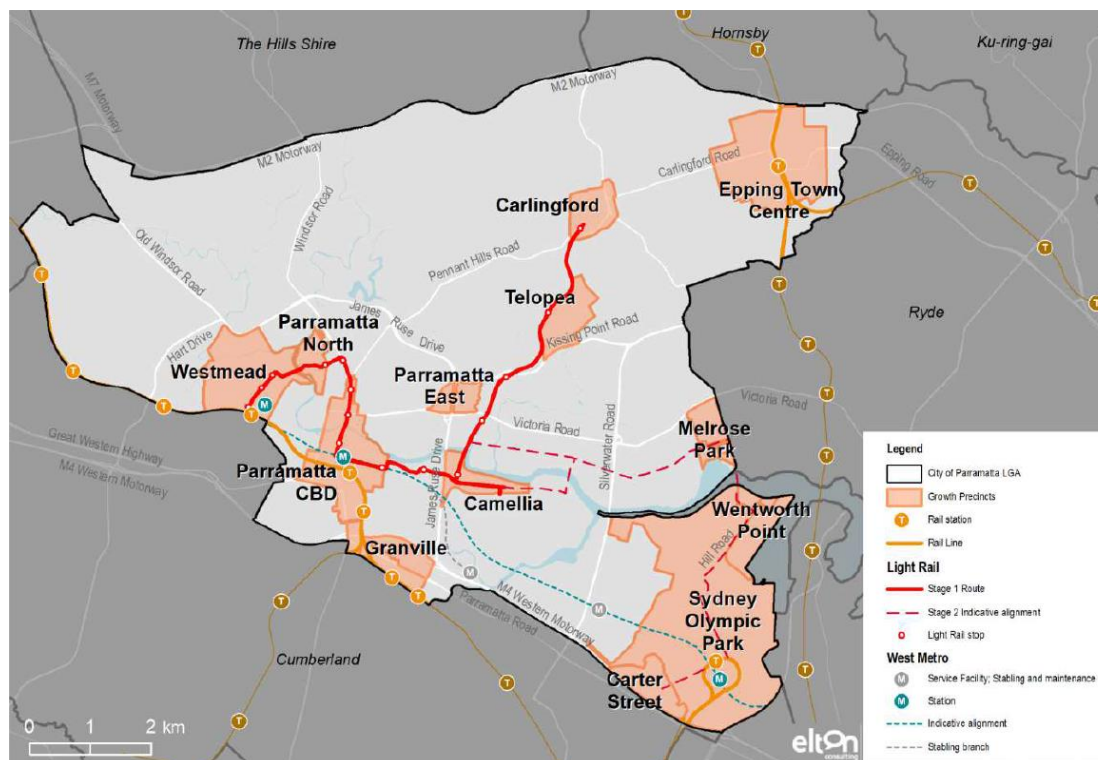 The Hills Shire
Hornsby
Ku-ring-gai
M7 Motorway
M2 Motorway
M2 Motorway
Windsor Road
Old Windsor Road
Carlingford Road
Epping Road
Epping Town
Centre
Carlingford
Pennant Hills Road
Telopea
Ryde
James Ruse Drive
Kissing Point Road
Parramatta
North
Hart Drive
Westmead
Parramatta
East
Victoria Road
Victoria Road
Silverwater Road
Melrose
Park
Great Western Highway
M4 Western Motorway
Parramatta
CBD
James Ruse Drive
Camellia
Wentworth
Point
Hill Road
Granville
M4 Western Motorway
Parramatta Road
Sydney
Olympic
Park
Carter
Street
Cumberland
0 1 2 km
elton
consulting
Legend
City of Parramatta LGA
Growth Precincts
T Rail station
Rail Line
Light Rail
Stage 1 Route
Stage 2 Indicative alignment
Light Rail stop
West Metro
M Service Facility; Stabling and maintenance
M Station
Indicative alignment
Stabling branch